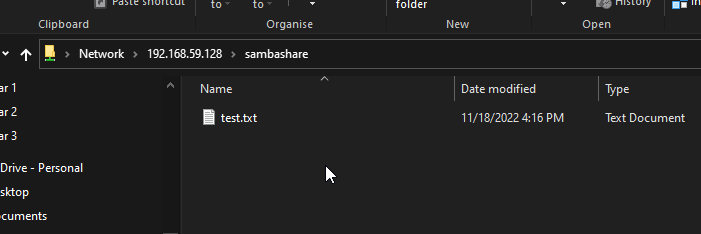 Paste shortcut to to folder History
Clipboard Organise New Open
Network 192.168.59.128 sambashare
ar 1 Name Date modified Type
ar 2 test.txt 11/18/2022 4:16 PM Text Document
ar 3
Drive - Personal
sktop
cuments